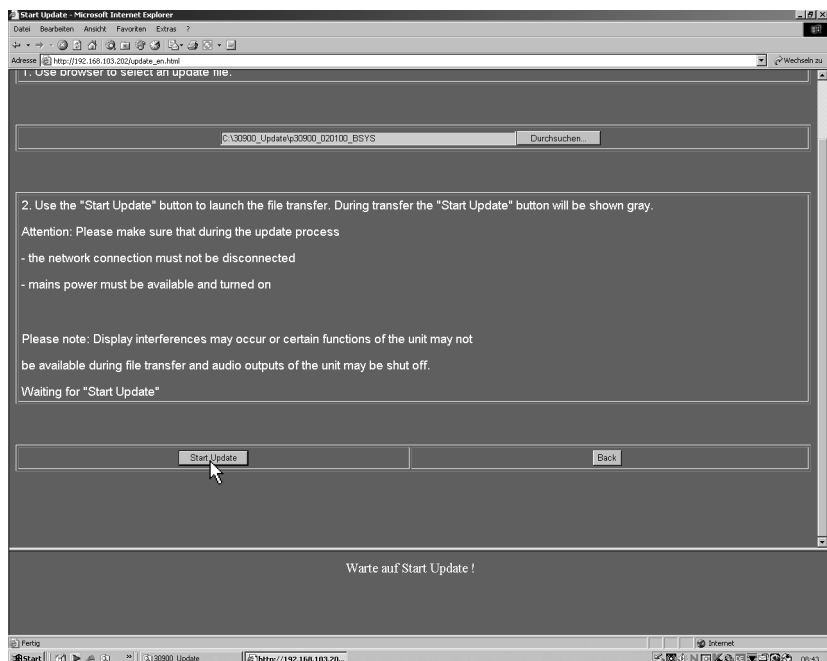 Start Update - Microsoft Internet Explorer
Datei Bearbeiten Ansicht Favoriten Extras ?
Adresse http://192.168.103.202/update_en.html Wechseln zu
1. Use browser to select an update file.
C:\30900_Update\p30900_020100_BSYS Durchsuchen...
2. Use the "Start Update" button to launch the file transfer. During transfer the "Start Update" button will be shown gray.
Attention: Please make sure that during the update process
- the network connection must not be disconnected
- mains power must be available and turned on
Please note: Display interferences may occur or certain functions of the unit may not
be available during file transfer and audio outputs of the unit may be shut off.
Waiting for "Start Update"
Start Update Back
Warte auf Start Update !
Fertig Internet
Start 30900_Update http://192.168.103.20... 08:43